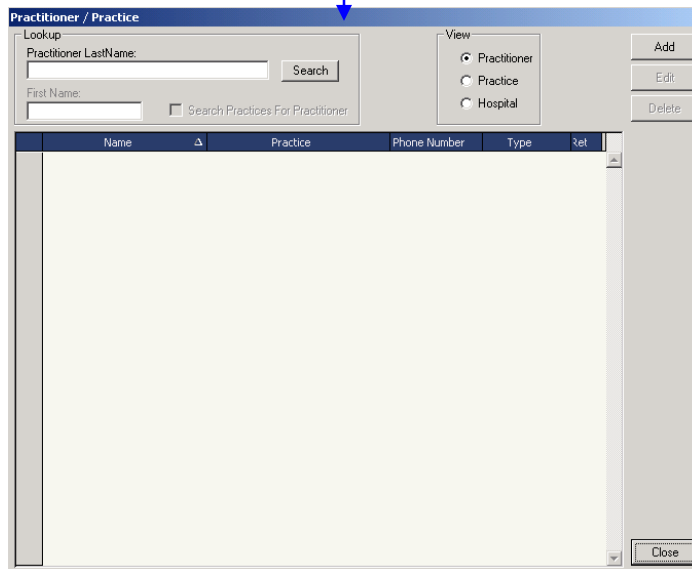 Practitioner / Practice
Lookup
Practitioner LastName:
Search
First Name:
Search Practices For Practitioner
View
Practitioner
Practice
Hospital
Add
Edit
Delete
Name Practice Phone Number Type Ret
Close